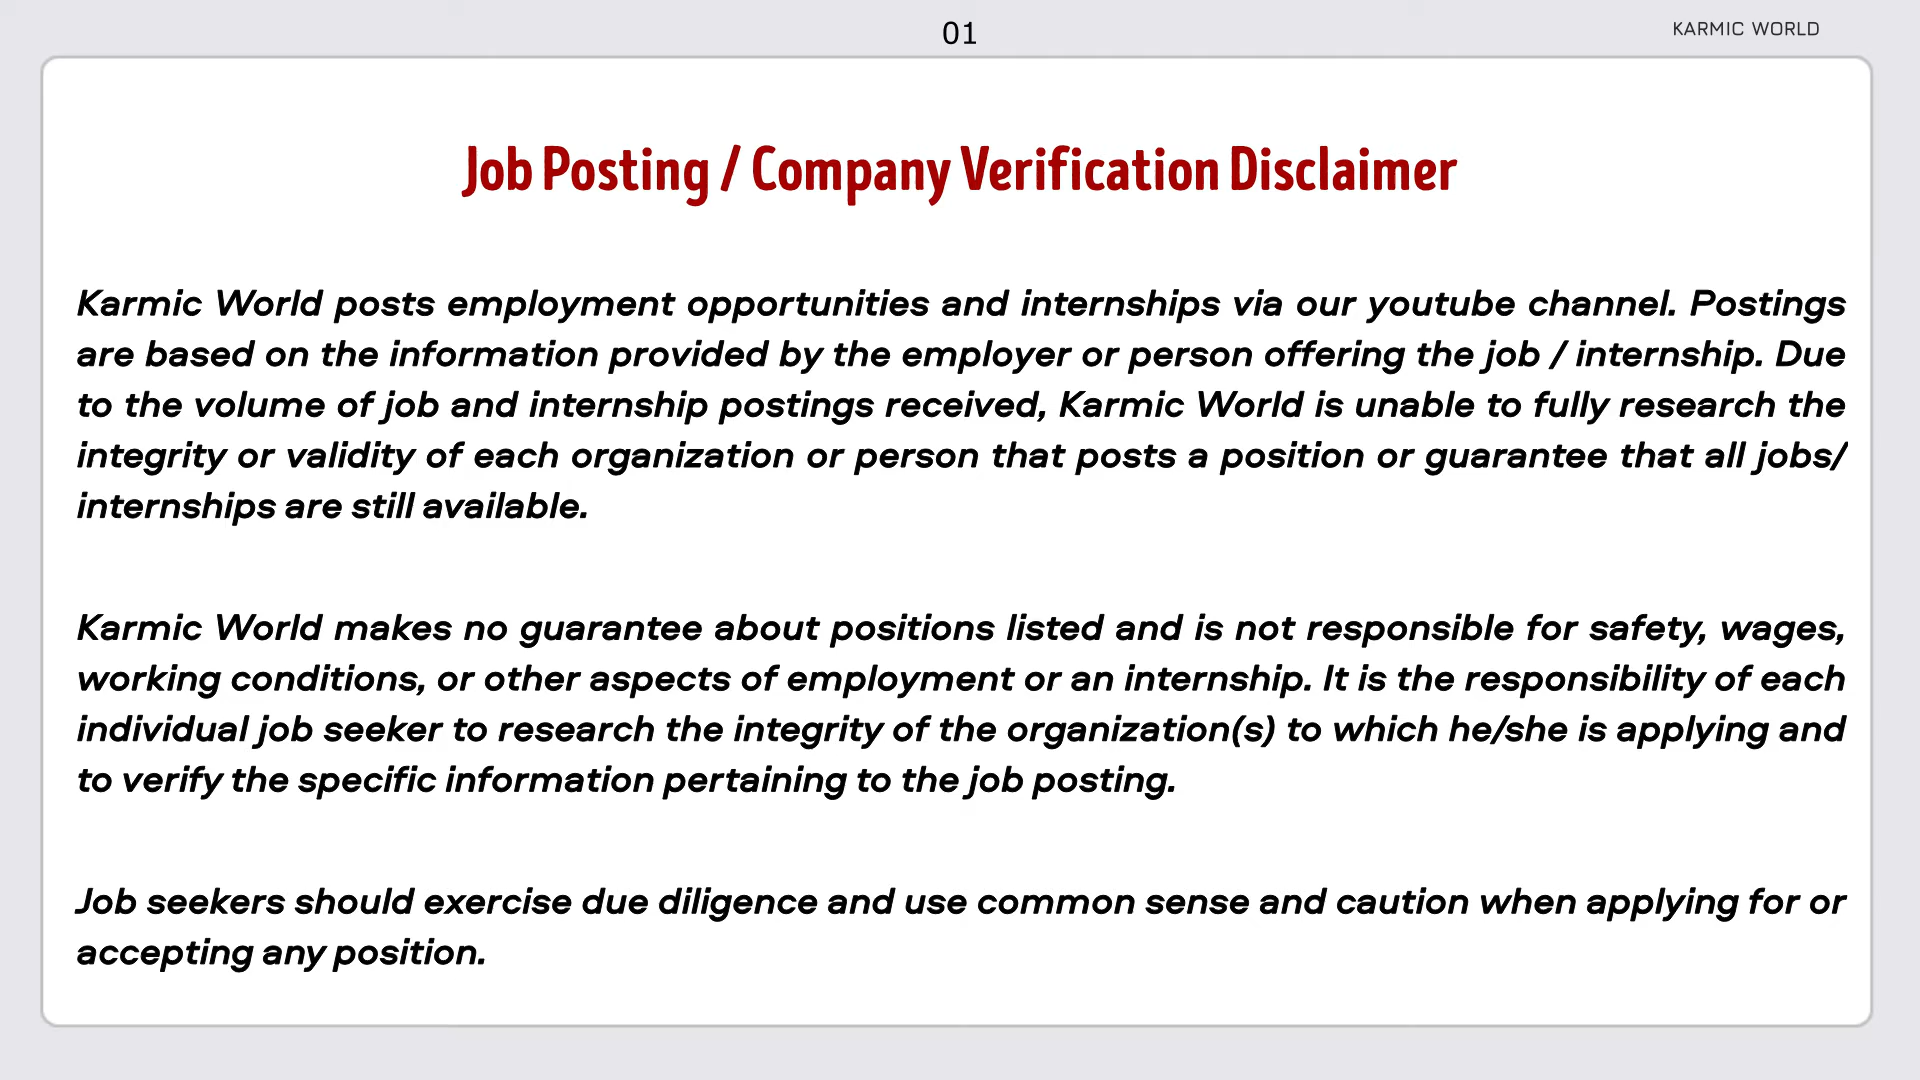 01
KARMIC WORLD
Job Posting / Company Verification Disclaimer
Karmic World posts employment opportunities and internships via our youtube channel. Postings
are based on the information provided by the employer or person offering the job / internship. Due
to the volume of job and internship postings received, Karmic World is unable to fully research the
integrity or validity of each organization or person that posts a position or guarantee that all jobs/
internships are still available.
Karmic World makes no guarantee about positions listed and is not responsible for safety, wages,
working conditions, or other aspects of employment or an internship. It is the responsibility of each
individual job seeker to research the integrity of the organization(s) to which he/she is applying and
to verify the specific information pertaining to the job posting.
Job seekers should exercise due diligence and use common sense and caution when applying for or
accepting any position.